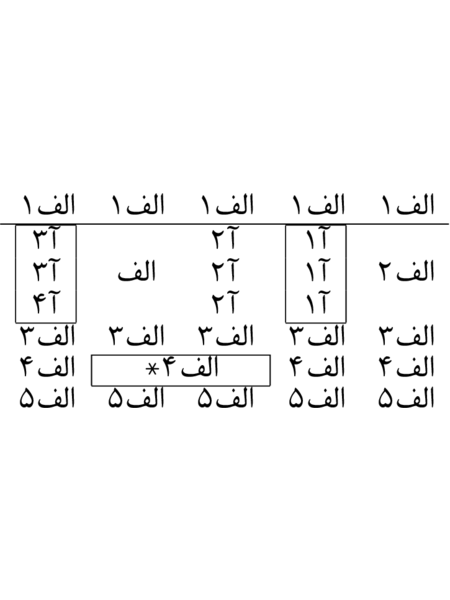 الف۱ الف۱ الف۱ الف۱ الف۱
آ۱ آ۲ آ۳
الف۲ آ۱ آ۲ الف آ۳
آ۱ آ۲ آ۴
الف۳ الف۳ الف۳ الف۳ الف۳
الف۴ الف۴ الف۴* الف۴
الف۵ الف۵ الف۵ الف۵ الف۵